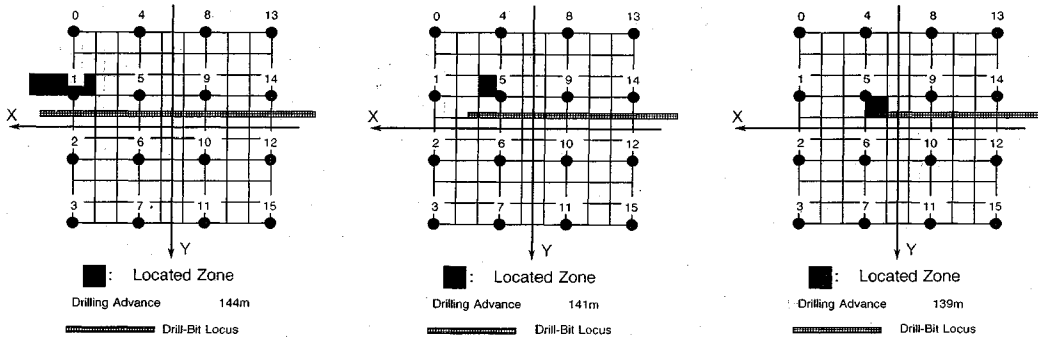 0 4 8 13
1 5 9 14
X
2 6 10 12
3 7 11 15
Y
: Located Zone
Drilling Advance 144m
Drill-Bit Locus
0 4 8 13
1 5 9 14
X
2 6 10 12
3 7 11 15
Y
: Located Zone
Drilling Advance 141m
Drill-Bit Locus
0 4 8 13
1 5 9 14
X
2 6 10 12
3 7 11 15
Y
: Located Zone
Drilling Advance 139m
Drill-Bit Locus